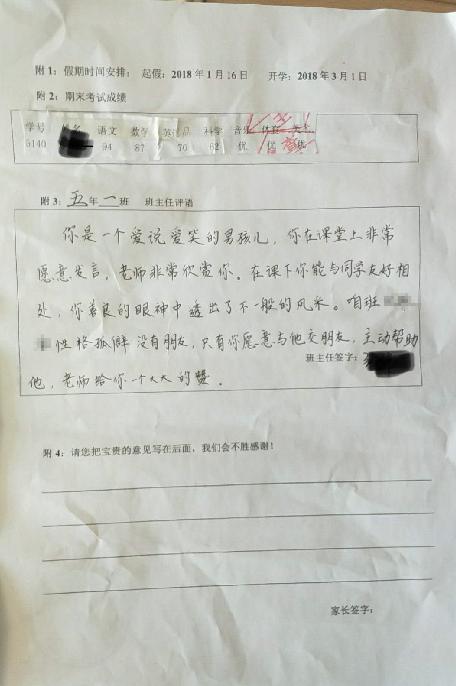 附1：假期时间安排： 起假：2018年1月16日 开学：2018年3月1日
附2：期末考试成绩
学号 姓名 语文 数学 英语 品 科学 音乐 体育 美术
5140 94 87 70 62 优 优 优
附3：五年一班 班主任评语
你是一个爱说爱笑的男孩儿，你在课堂上非常
愿意发言，老师非常欣赏你。在课下你能与同学友好相
处，你善良的眼神中透出了不一般的风采。咱班
性格孤僻没有朋友，只有你愿意与他交朋友，主动帮助
班主任签字：
他，老师给你一个大大的赞。
附4：请您把宝贵的意见写在后面，我们会不胜感谢！
家长签字：